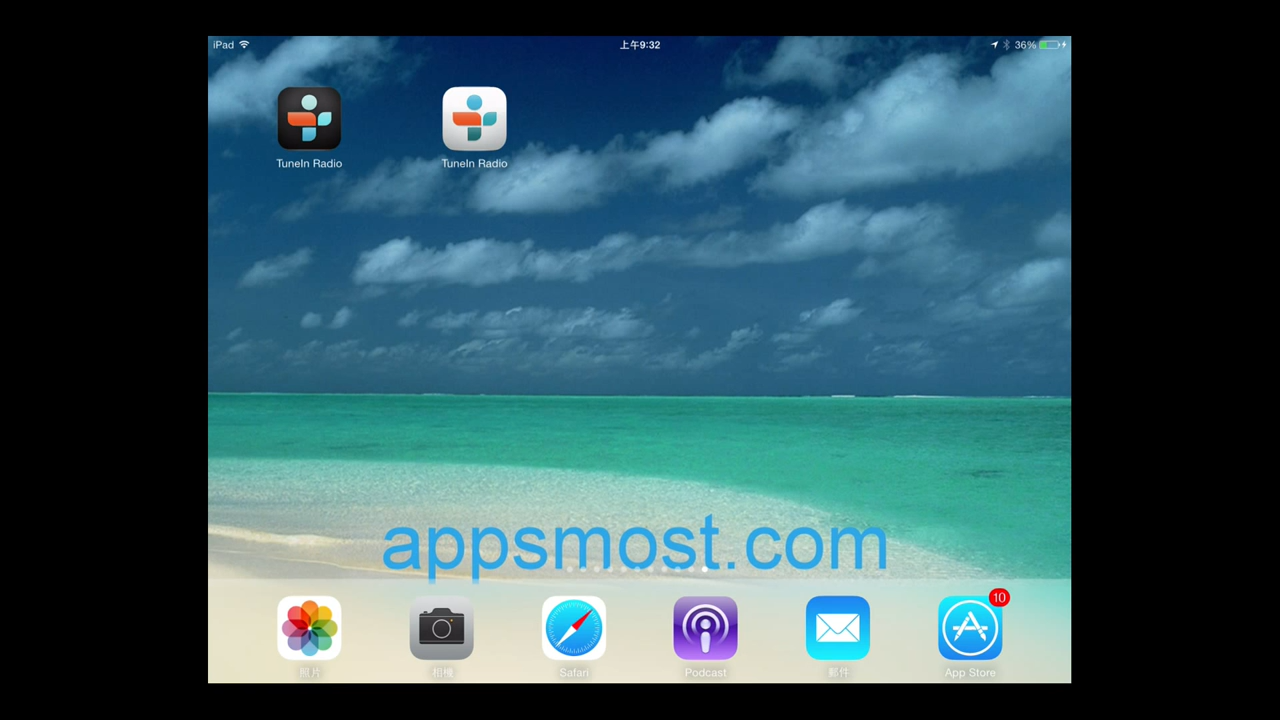 iPad 上午9:32 36%
TuneIn Radio TuneIn Radio
appsmost.com
10
照片 相機 Safari Podcast 郵件 App Store